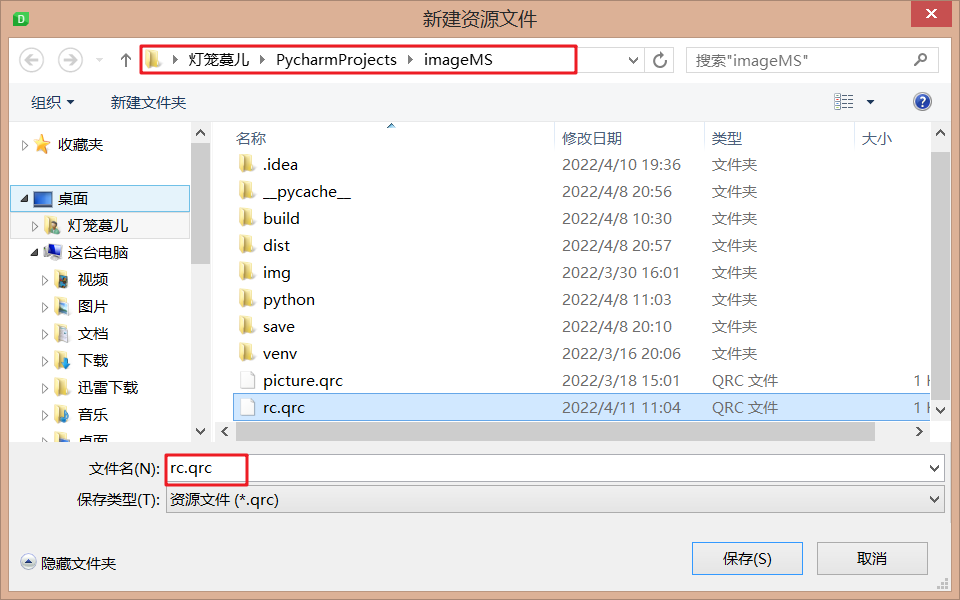 新建资源文件
灯笼蔓儿 PycharmProjects imageMS
搜索"imageMS"
组织 新建文件夹
收藏夹
桌面
灯笼蔓儿
这台电脑
视频
图片
文档
下载
迅雷下载
音乐
桌面
名称 修改日期 类型 大小
.idea 2022/4/10 19:36 文件夹
__pycache__ 2022/4/8 20:56 文件夹
build 2022/4/8 10:30 文件夹
dist 2022/4/8 20:57 文件夹
img 2022/3/30 16:01 文件夹
python 2022/4/8 11:03 文件夹
save 2022/4/8 20:10 文件夹
venv 2022/3/16 20:06 文件夹
picture.qrc 2022/3/18 15:01 QRC 文件 1
rc.qrc 2022/4/11 11:04 QRC 文件 1
文件名(N): rc.qrc
保存类型(T): 资源文件 (*.qrc)
隐藏文件夹
保存(S) 取消